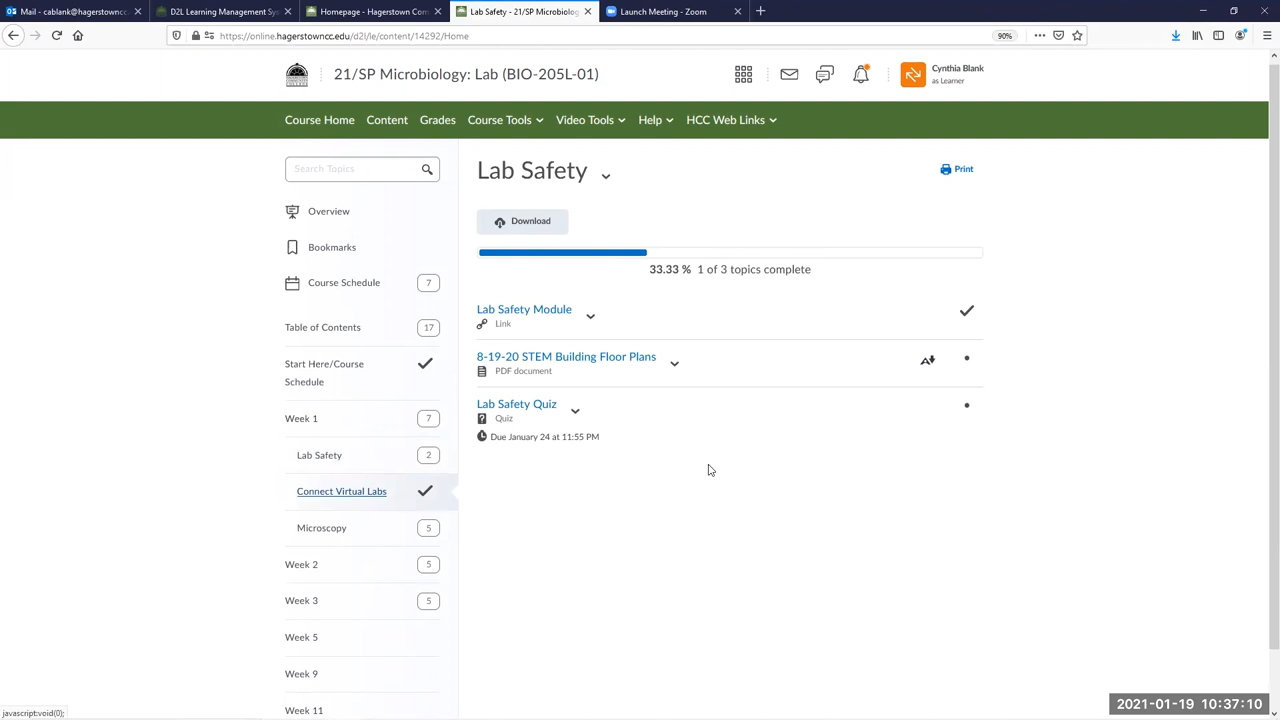 Mail - cablank@hagerstowncc
D2L Learning Management Sys
Homepage - Hagerstown Com
Lab Safety - 21/SP Microbiolog
Launch Meeting - Zoom
https://online.hagerstowncc.edu/d2l/le/content/14292/Home
90%
21/SP Microbiology: Lab (BIO-205L-01)
Cynthia Blank
as Learner
Course Home
Content
Grades
Course Tools
Video Tools
Help
HCC Web Links
Search Topics
Overview
Bookmarks
Course Schedule 7
Table of Contents 17
Start Here/Course
Schedule
Week 1 7
Lab Safety 2
Connect Virtual Labs
Microscopy 5
Week 2 5
Week 3 5
Week 5
Week 9
Week 11
Lab Safety
Print
Download
33.33 % 1 of 3 topics complete
Lab Safety Module
Link
8-19-20 STEM Building Floor Plans
PDF document
Lab Safety Quiz
Quiz
Due January 24 at 11:55 PM
javascript:void(0);
2021-01-19 10:37:10